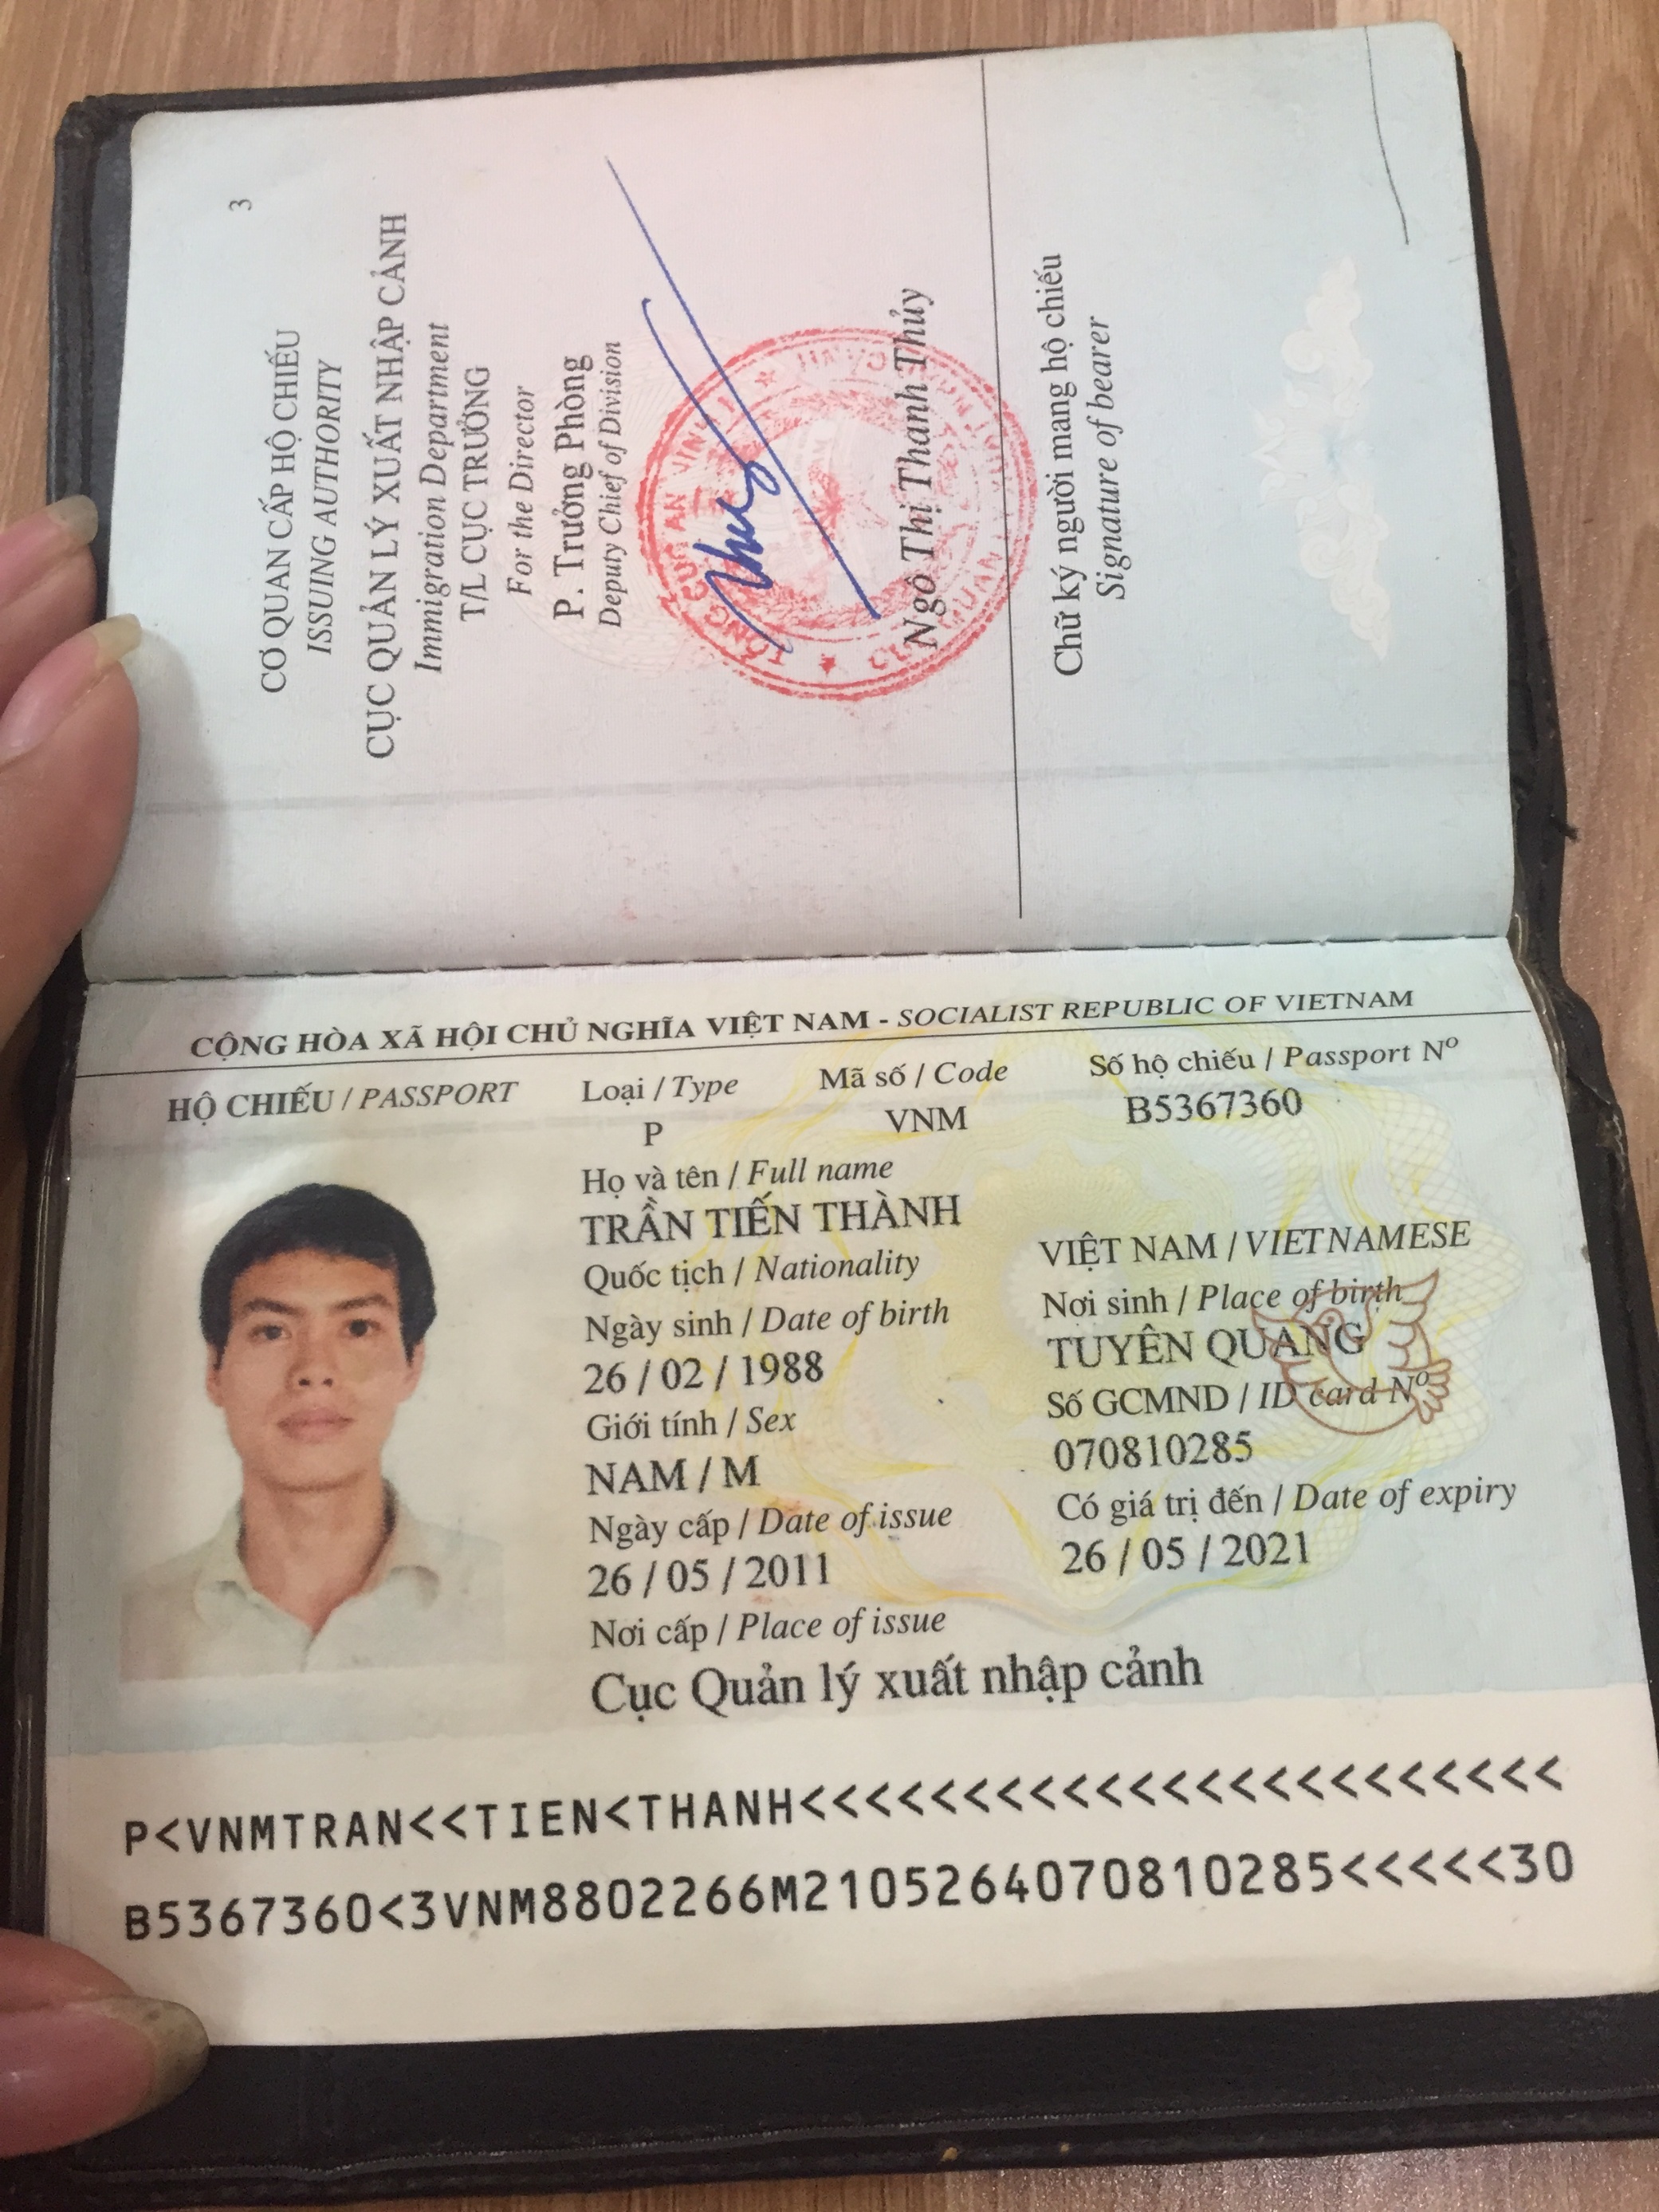 3
CƠ QUAN CẤP HỘ CHIẾU
ISSUING AUTHORITY
CỤC QUẢN LÝ XUẤT NHẬP CẢNH
Immigration Department
T/L CỤC TRƯỞNG
For the Director
P. Trưởng Phòng
Deputy Chief of Division
Ngô Thị Thanh Thủy
Chữ ký người mang hộ chiếu
Signature of bearer
CỘNG HÒA XÃ HỘI CHỦ NGHĨA VIỆT NAM - SOCIALIST REPUBLIC OF VIETNAM
HỘ CHIẾU / PASSPORT Loại / Type Mã số / Code Số hộ chiếu / Passport Nº
P VNM B5367360
Họ và tên / Full name
TRẦN TIẾN THÀNH
Quốc tịch / Nationality VIỆT NAM / VIETNAMESE
Ngày sinh / Date of birth Nơi sinh / Place of birth
26 / 02 / 1988 TUYÊN QUANG
Giới tính / Sex Số GCMND / ID card Nº
NAM / M 070810285
Ngày cấp / Date of issue Có giá trị đến / Date of expiry
26 / 05 / 2011 26 / 05 / 2021
Nơi cấp / Place of issue
Cục Quản lý xuất nhập cảnh
P<VNMTRAN<<TIEN<THANH<<<<<<<<<<<<<<<<<<<<<<<
B5367360<3VNM8802266M2105264070810285<<<<<30